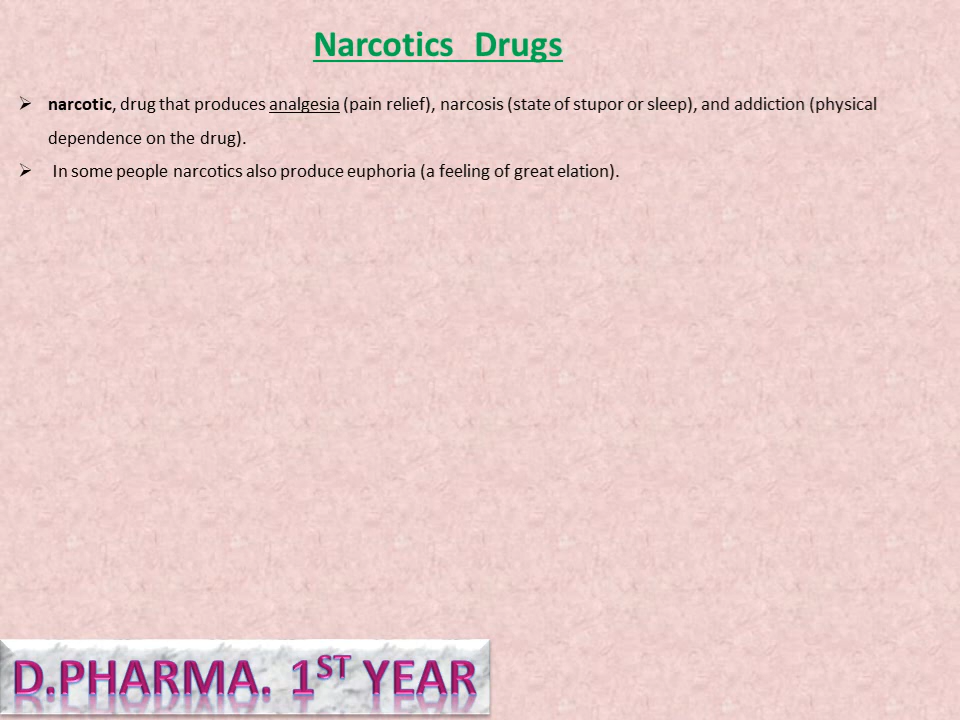 Narcotics Drugs
➢ narcotic, drug that produces analgesia (pain relief), narcosis (state of stupor or sleep), and addiction (physical
dependence on the drug).
➢ In some people narcotics also produce euphoria (a feeling of great elation).
D.PHARMA. 1ST YEAR